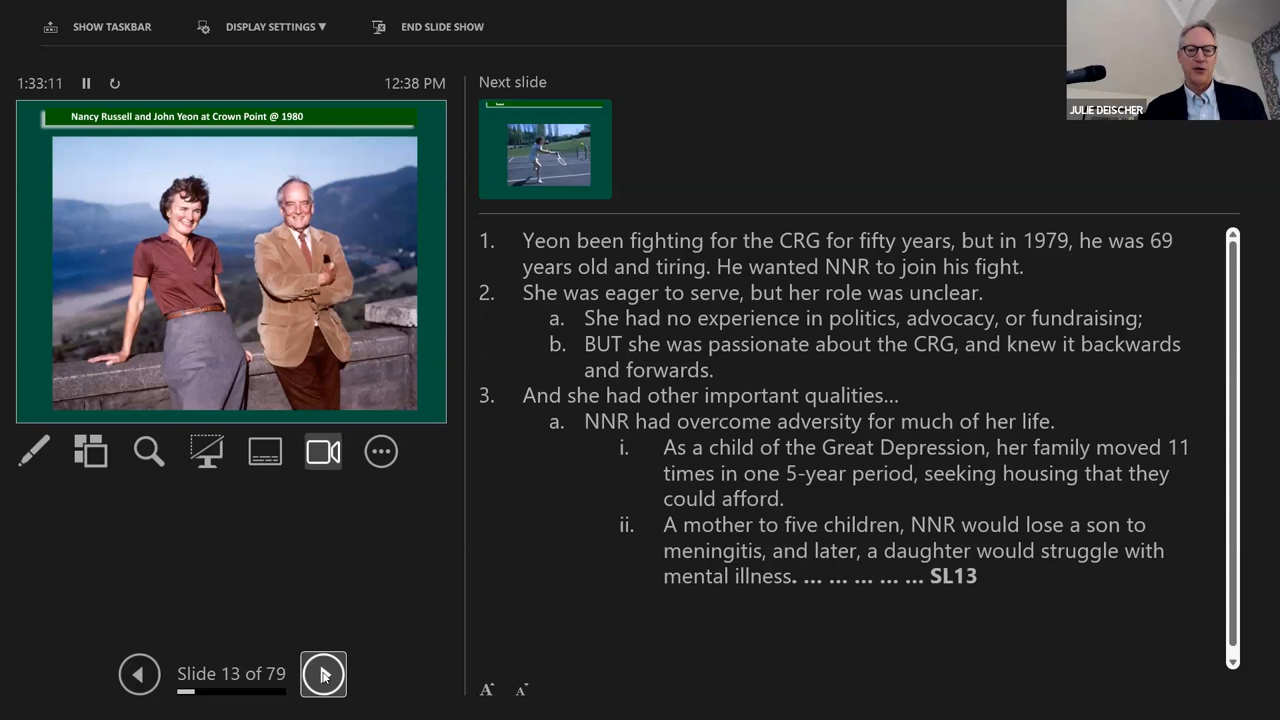 SHOW TASKBAR
DISPLAY SETTINGS ▼
END SLIDE SHOW
JULIE DEISCHER
1:33:11
12:38 PM
Nancy Russell and John Yeon at Crown Point @ 1980
Next slide
1. Yeon been fighting for the CRG for fifty years, but in 1979, he was 69
years old and tiring. He wanted NNR to join his fight.
2. She was eager to serve, but her role was unclear.
a. She had no experience in politics, advocacy, or fundraising;
b. BUT she was passionate about the CRG, and knew it backwards
and forwards.
3. And she had other important qualities...
a. NNR had overcome adversity for much of her life.
i. As a child of the Great Depression, her family moved 11
times in one 5-year period, seeking housing that they
could afford.
ii. A mother to five children, NNR would lose a son to
meningitis, and later, a daughter would struggle with
mental illness. ... ... ... ... ... SL13
Slide 13 of 79
A A